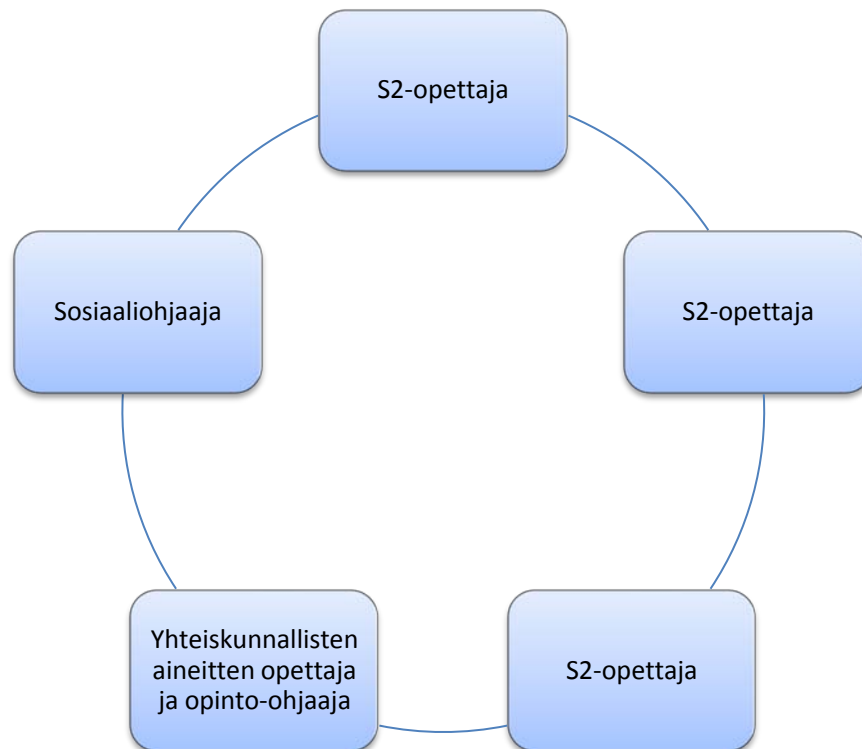 S2-opettaja
Sosiaaliohjaaja
S2-opettaja
Yhteiskunnallisten
aineitten opettaja
ja opinto-ohjaaja
S2-opettaja